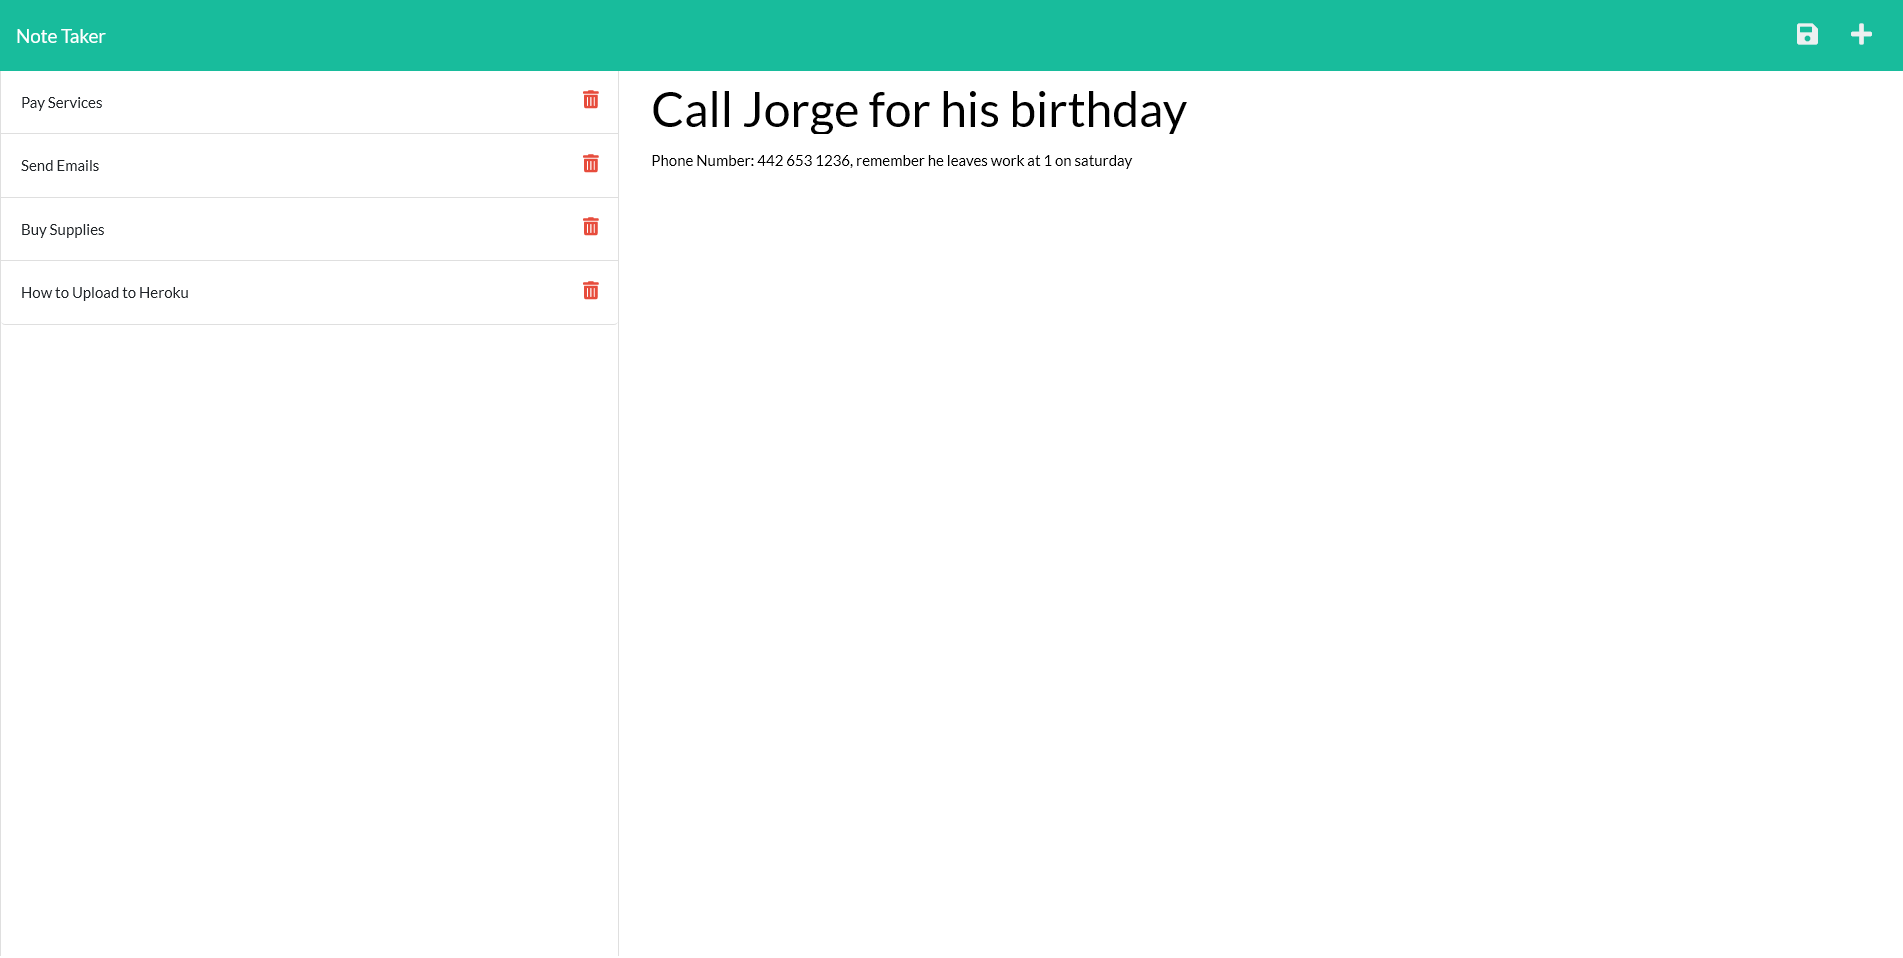 Note Taker
Pay Services
Send Emails
Buy Supplies
How to Upload to Heroku
Call Jorge for his birthday
Phone Number: 442 653 1236, remember he leaves work at 1 on saturday